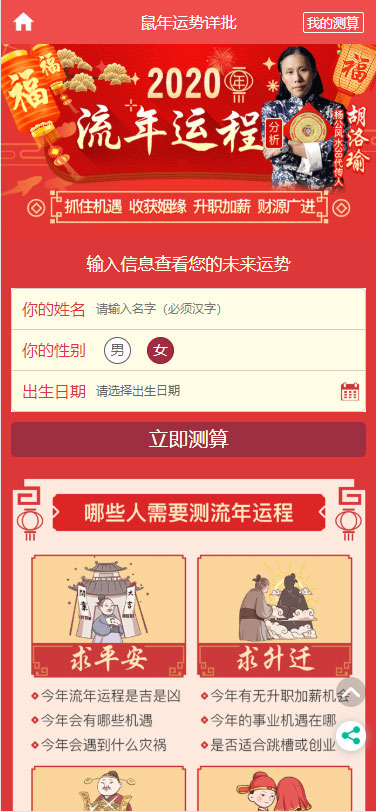 鼠年运势详批
我的测算
福
福
福
2020
年
流年运程
分析
胡洛瑜
杨公风水38代传人
抓住机遇 收获姻缘 升职加薪 财源广进
输入信息查看您的未来运势
你的姓名 请输入名字（必须汉字）
你的性别 男 女
出生日期 请选择出生日期
立即测算
哪些人需要测流年运程
大吉
求平安
求升迁
今年流年运程是吉是凶
今年会有哪些机遇
今年会遇到什么灾祸
今年有无升职加薪机会
今年的事业机遇在哪
是否适合跳槽或创业